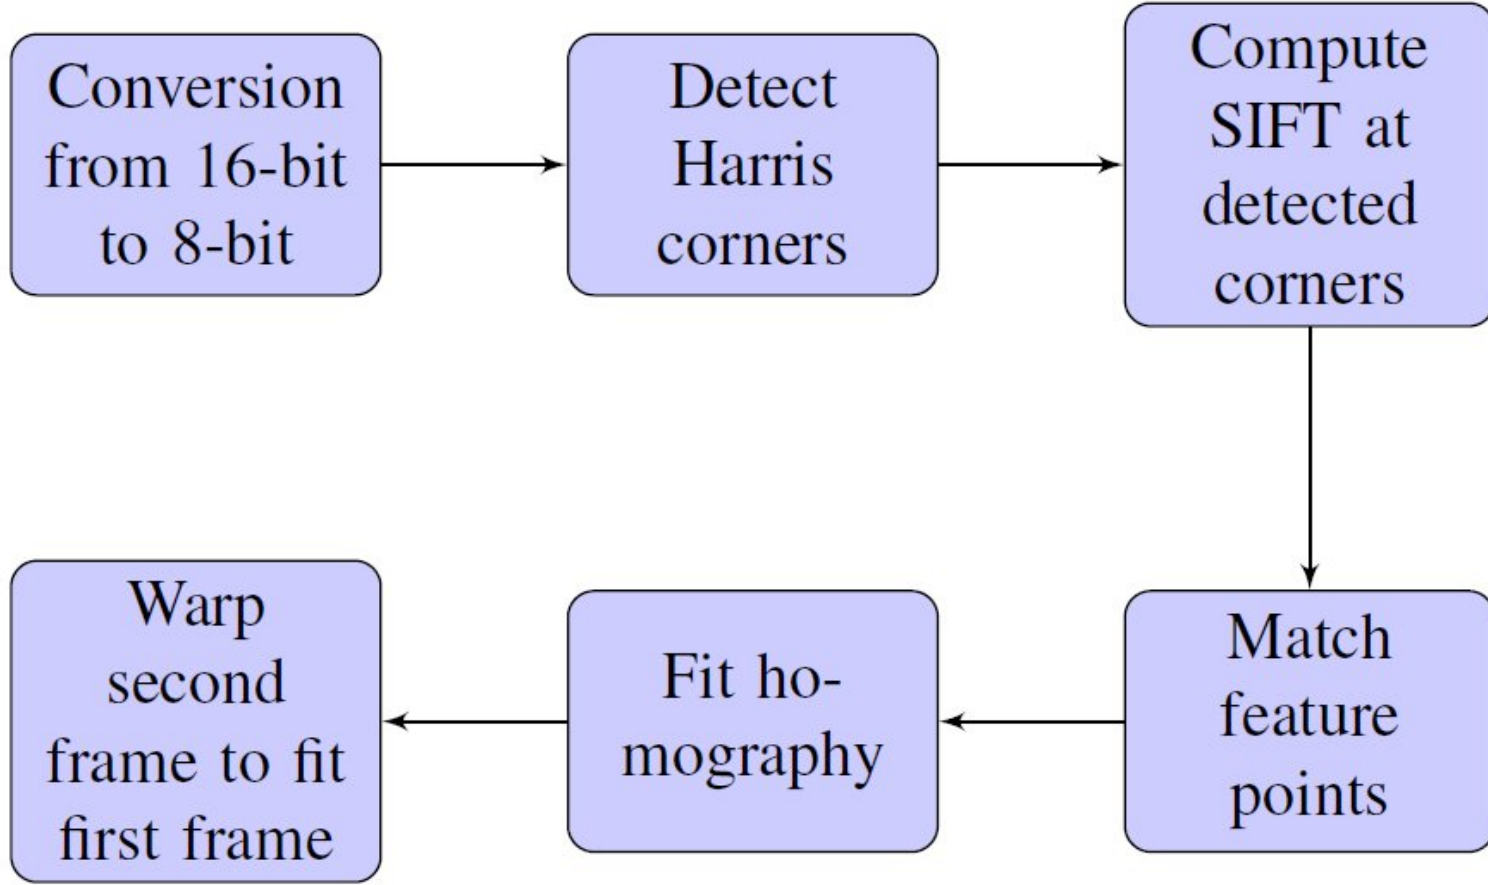 Conversion
from 16-bit
to 8-bit
Detect
Harris
corners
Compute
SIFT at
detected
corners
Match
feature
points
Fit ho-
mography
Warp
second
frame to fit
first frame